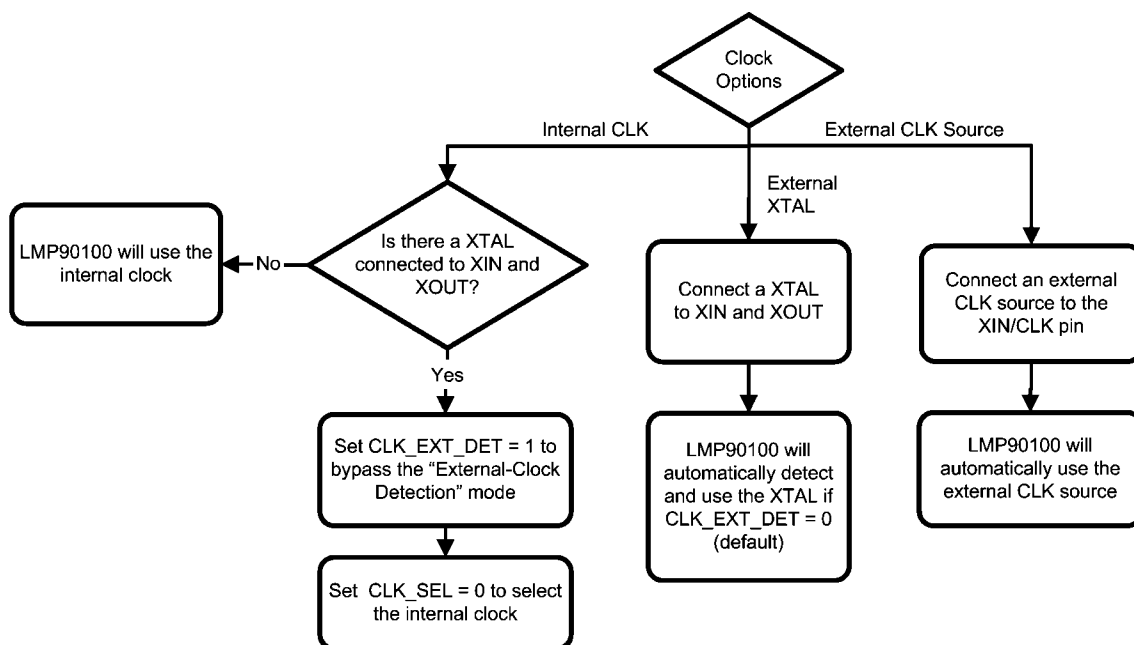 Clock
Options
Internal CLK
External CLK Source
External
XTAL
LMP90100 will use the
internal clock
No
Is there a XTAL
connected to XIN and
XOUT?
Connect a XTAL
to XIN and XOUT
Connect an external
CLK source to the
XIN/CLK pin
Yes
Set CLK_EXT_DET = 1 to
bypass the “External-Clock
Detection” mode
LMP90100 will
automatically detect
and use the XTAL if
CLK_EXT_DET = 0
(default)
LMP90100 will
automatically use the
external CLK source
Set CLK_SEL = 0 to select
the internal clock